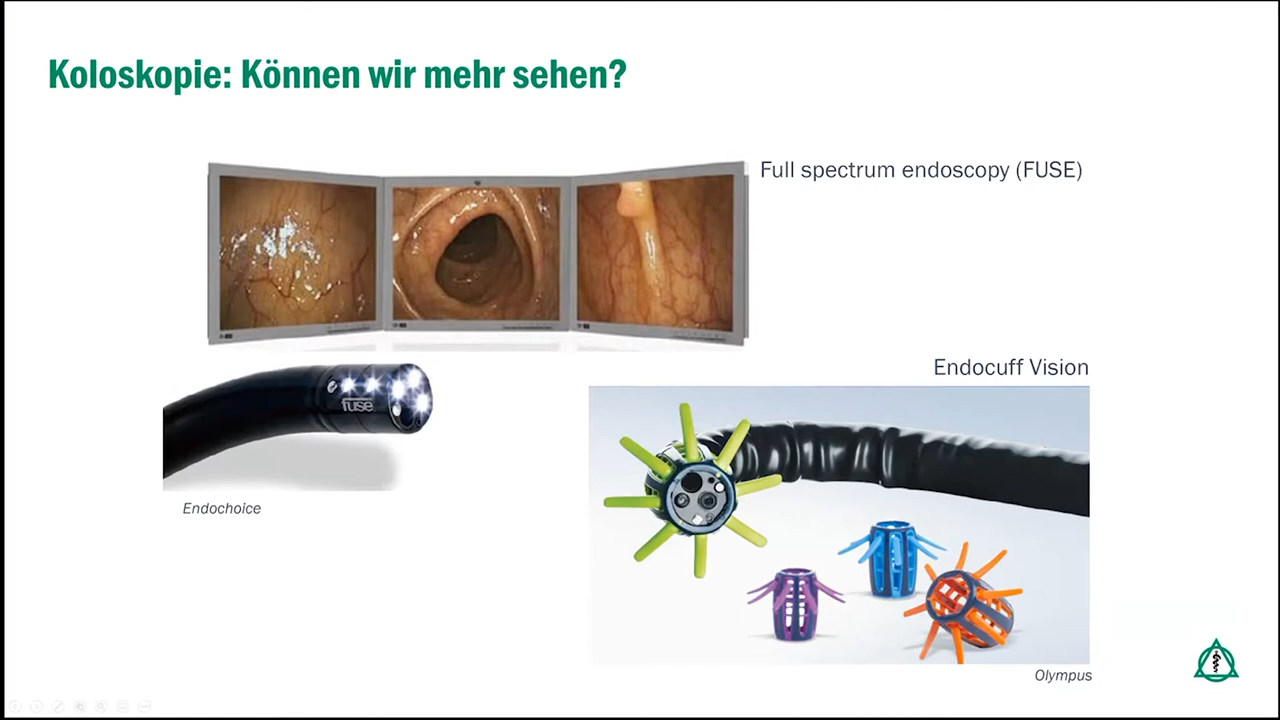 Koloskopie: Können wir mehr sehen?
Full spectrum endoscopy (FUSE)
fuse
Endochoice
Endocuff Vision
Olympus